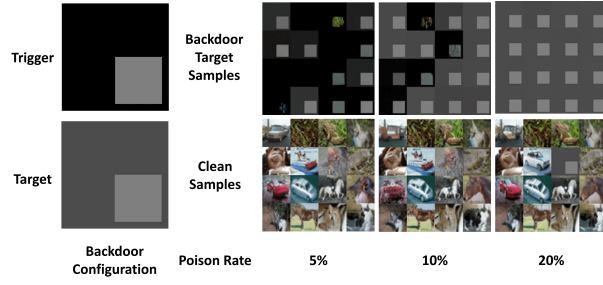 Trigger
Backdoor
Target
Samples
Target
Clean
Samples
Backdoor
Configuration
Poison Rate
5%
10%
20%